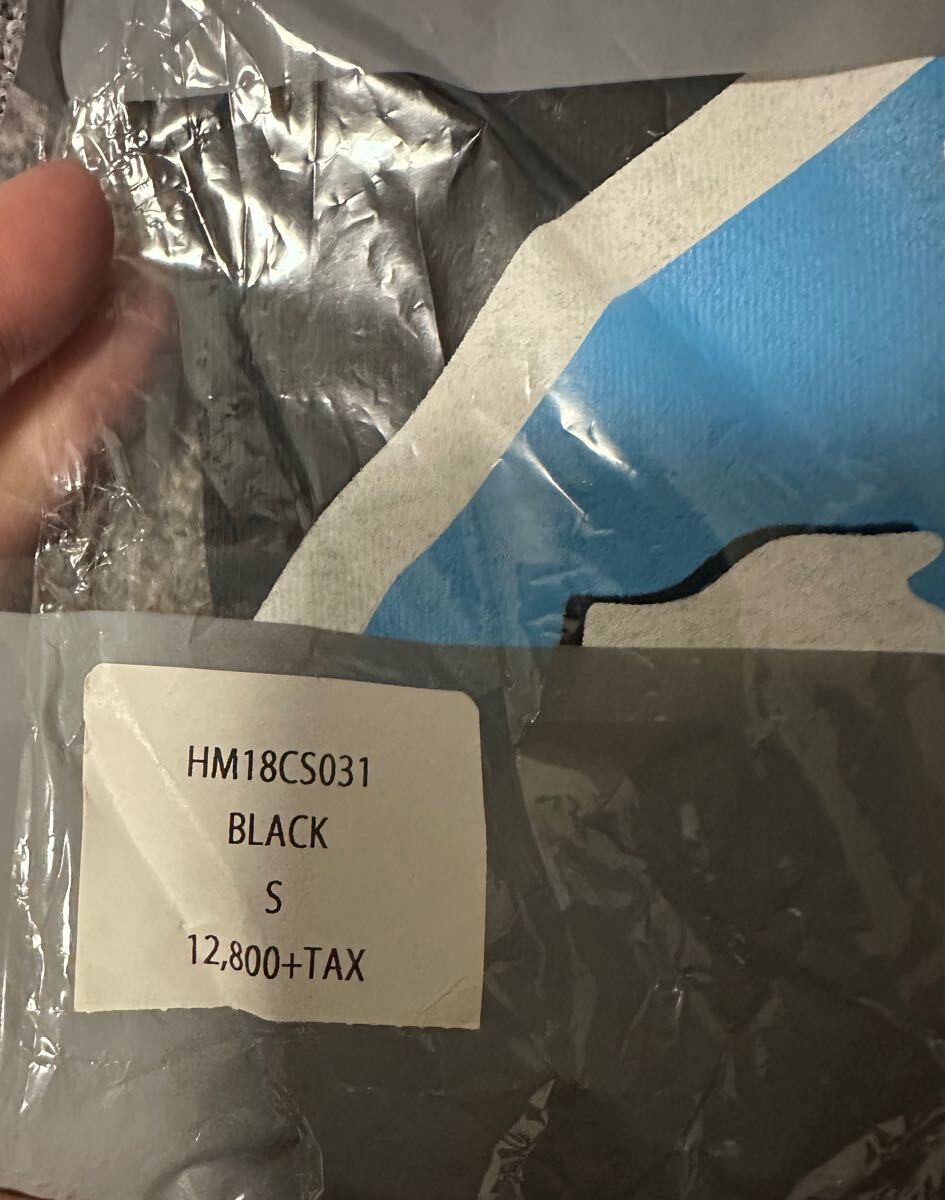 HM18CS031
BLACK
S
12,800+TAX